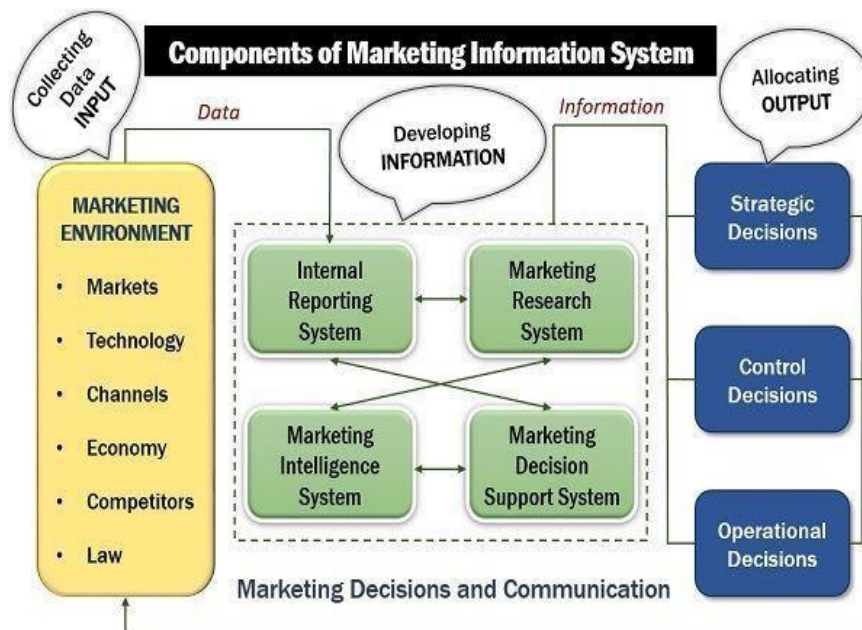 Components of Marketing Information System
Collecting
Data
INPUT
Data
Developing
INFORMATION
Information
Allocating
OUTPUT
MARKETING
ENVIRONMENT
• Markets
• Technology
• Channels
• Economy
• Competitors
• Law
Internal
Reporting
System
Marketing
Research
System
Marketing
Intelligence
System
Marketing
Decision
Support System
Strategic
Decisions
Control
Decisions
Operational
Decisions
Marketing Decisions and Communication